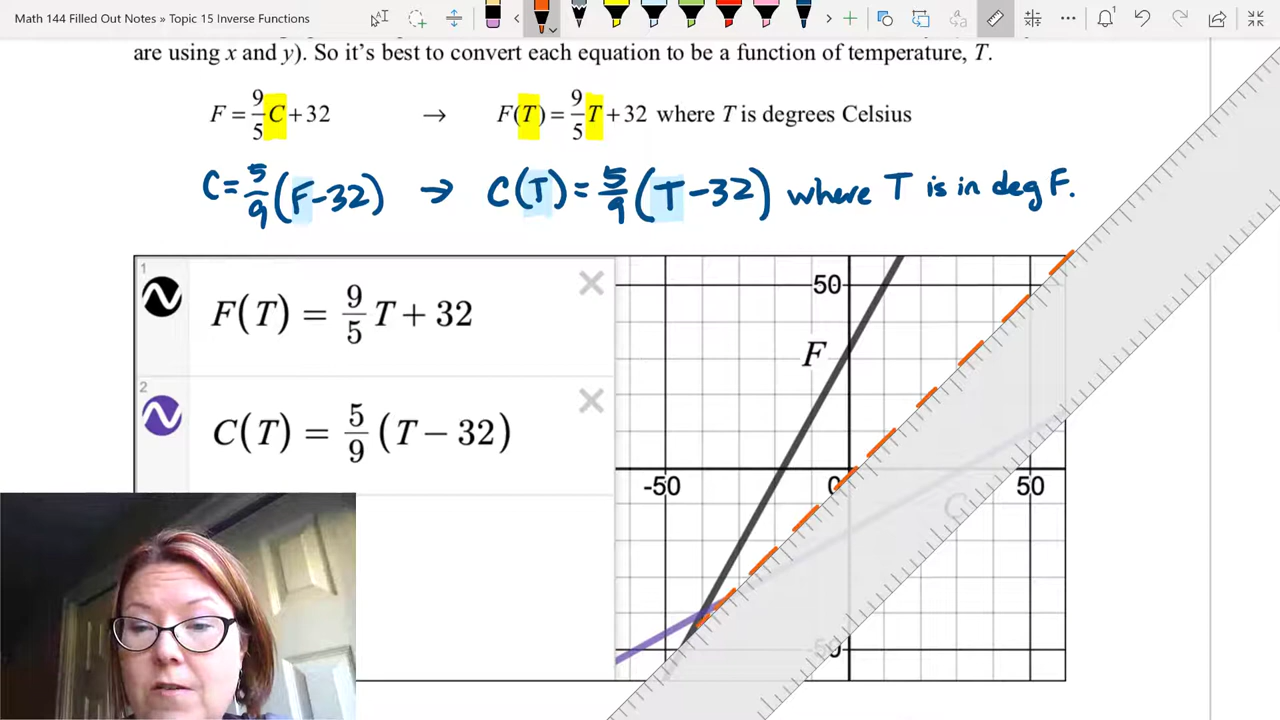 Math 144 Filled Out Notes » Topic 15 Inverse Functions
are using x and y). So it's best to convert each equation to be a function of temperature, T.
F = 9/5 C + 32 → F(T) = 9/5 T + 32 where T is degrees Celsius
C = 5/9 (F - 32) → C(T) = 5/9 (T - 32) where T is in deg F.
1
F(T) = 9/5 T + 32
2
C(T) = 5/9 (T − 32)
50
F
-50
0
50
C